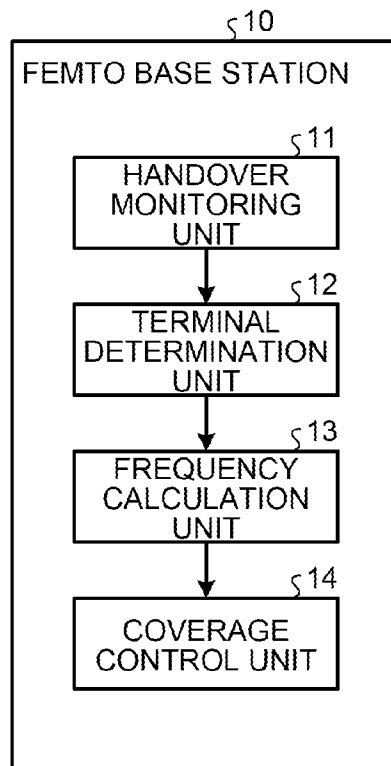 10
FEMTO BASE STATION
11
HANDOVER
MONITORING
UNIT
12
TERMINAL
DETERMINATION
UNIT
13
FREQUENCY
CALCULATION
UNIT
14
COVERAGE
CONTROL UNIT